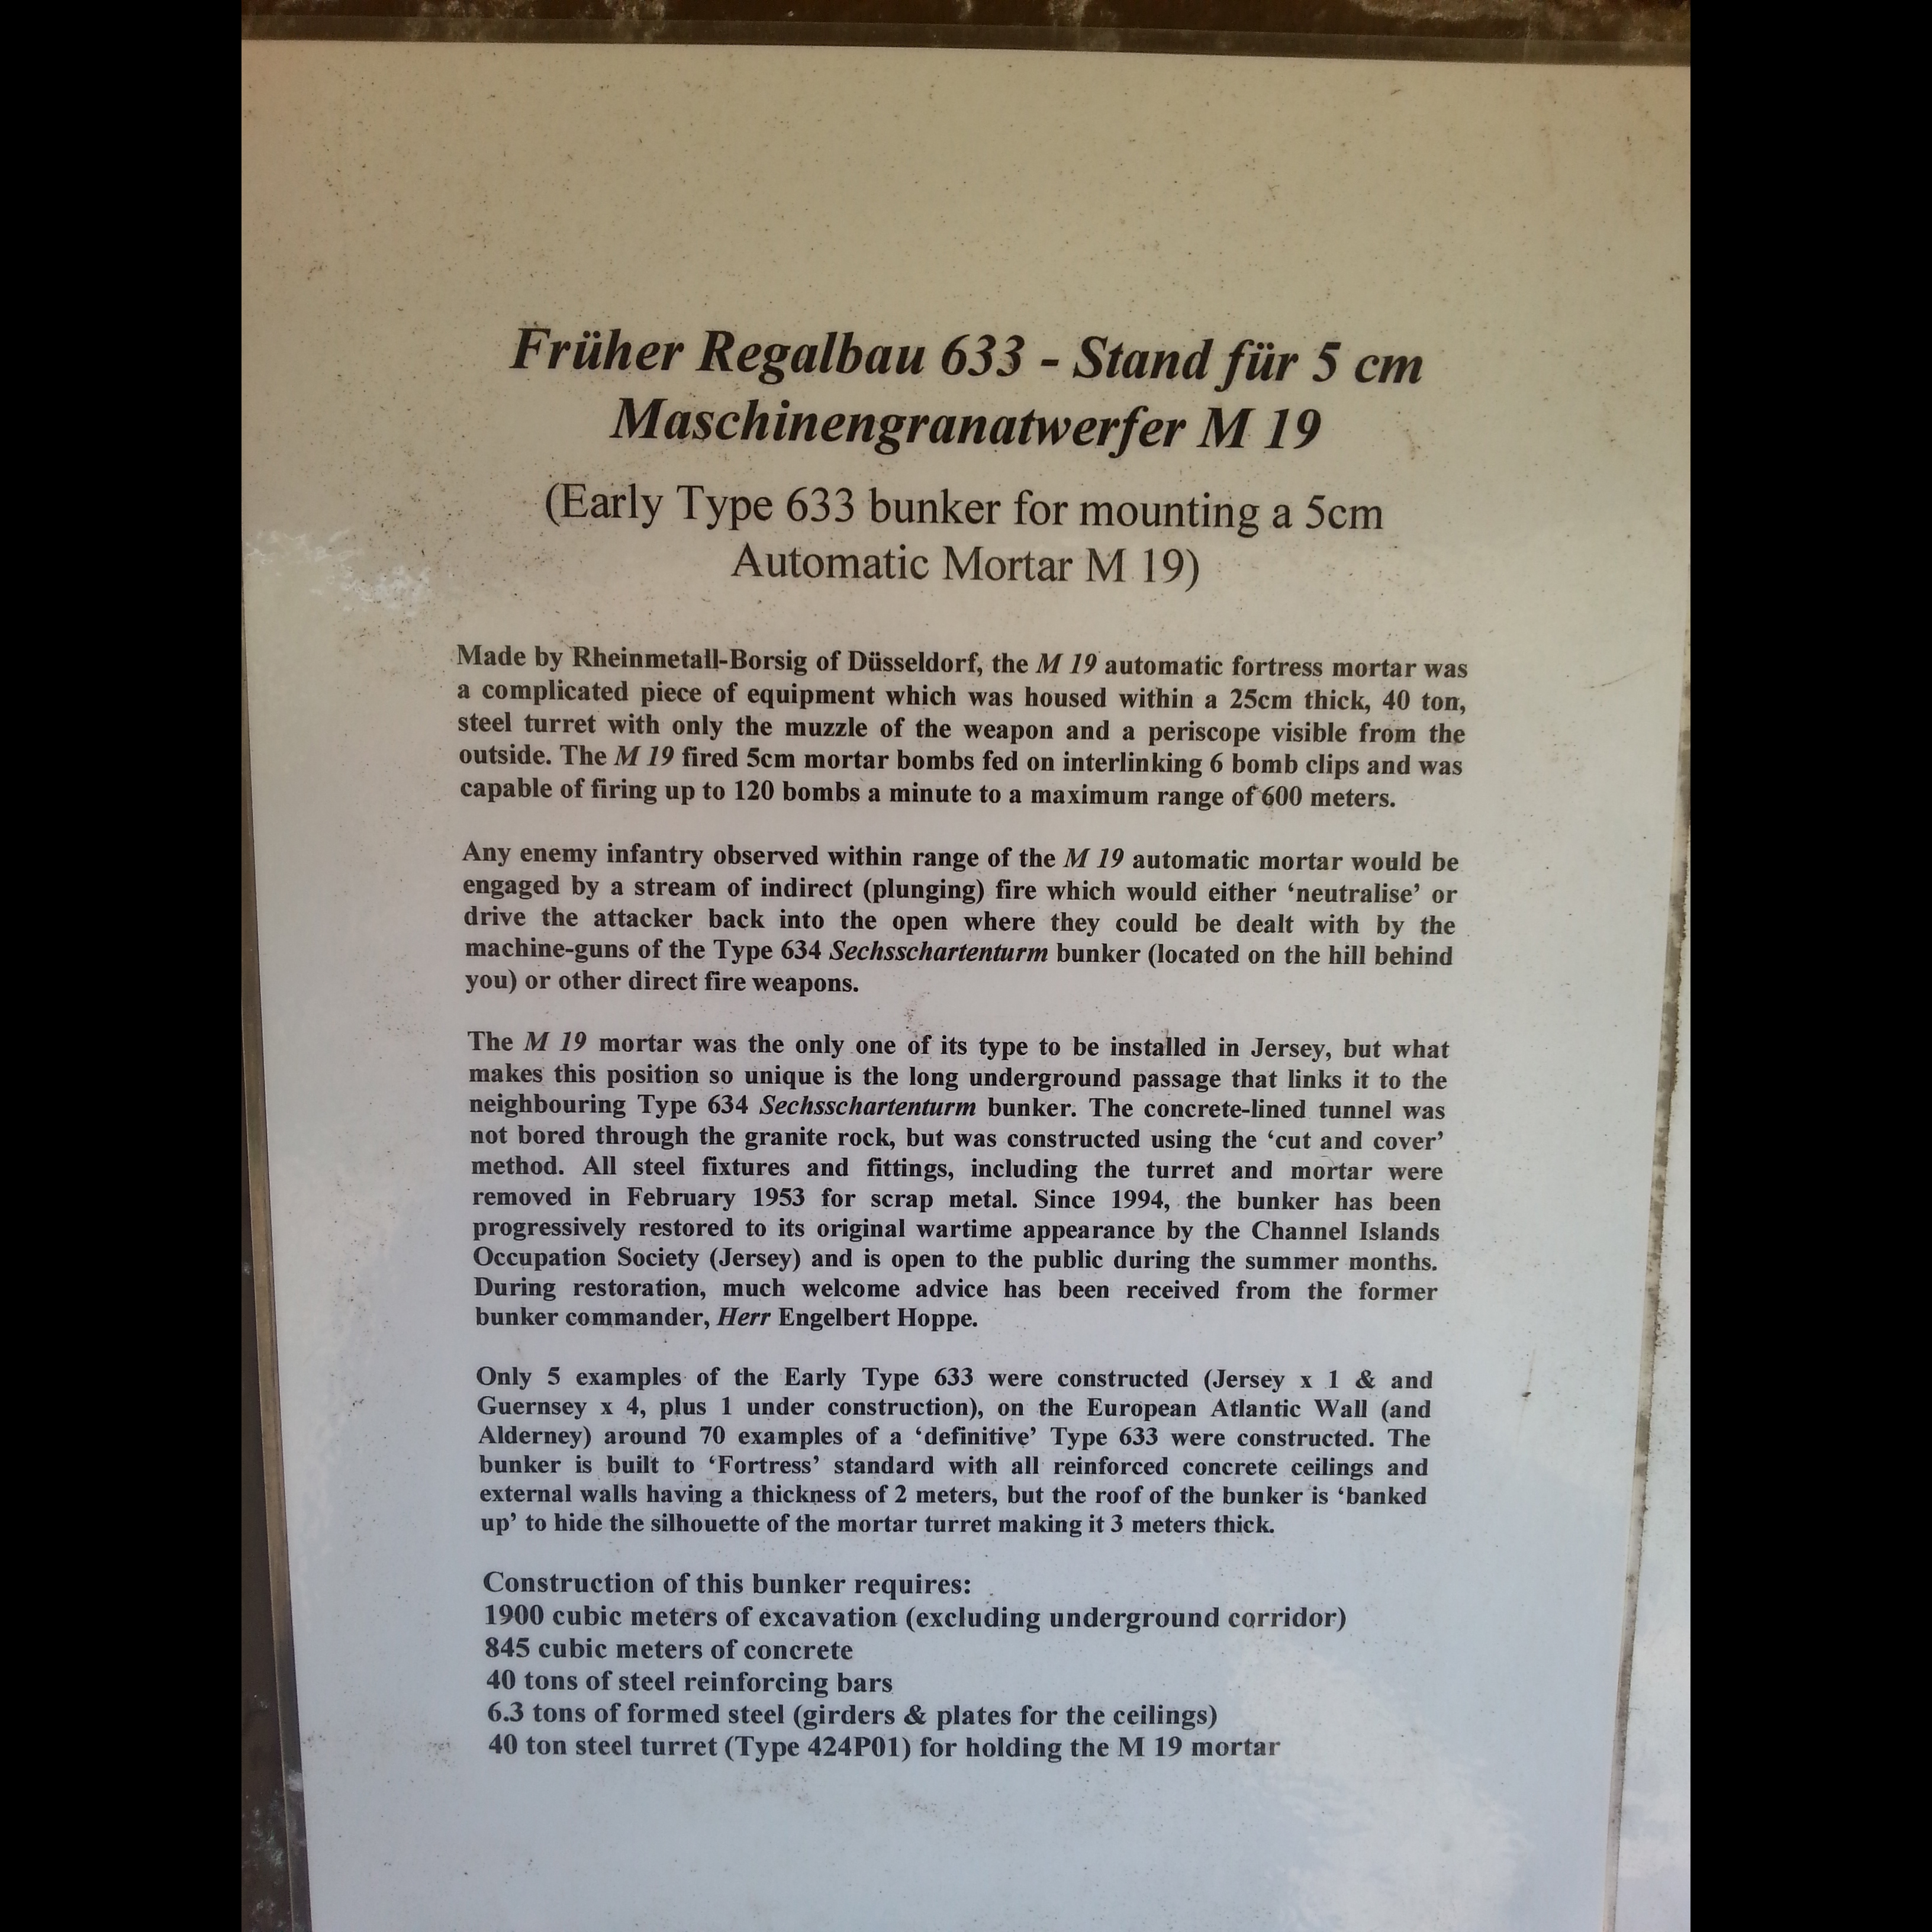 Früher Regalbau 633 - Stand für 5 cm
Maschinengranatwerfer M 19
(Early Type 633 bunker for mounting a 5cm
Automatic Mortar M 19)
Made by Rheinmetall-Borsig of Düsseldorf, the M 19 automatic fortress mortar was
a complicated piece of equipment which was housed within a 25cm thick, 40 ton,
steel turret with only the muzzle of the weapon and a periscope visible from the
outside. The M 19 fired 5cm mortar bombs fed on interlinking 6 bomb clips and was
capable of firing up to 120 bombs a minute to a maximum range of 600 meters.
Any enemy infantry observed within range of the M 19 automatic mortar would be
engaged by a stream of indirect (plunging) fire which would either ‘neutralise’ or
drive the attacker back into the open where they could be dealt with by the
machine-guns of the Type 634 Sechsschartenturm bunker (located on the hill behind
you) or other direct fire weapons.
The M 19 mortar was the only one of its type to be installed in Jersey, but what
makes this position so unique is the long underground passage that links it to the
neighbouring Type 634 Sechsschartenturm bunker. The concrete-lined tunnel was
not bored through the granite rock, but was constructed using the ‘cut and cover’
method. All steel fixtures and fittings, including the turret and mortar were
removed in February 1953 for scrap metal. Since 1994, the bunker has been
progressively restored to its original wartime appearance by the Channel Islands
Occupation Society (Jersey) and is open to the public during the summer months.
During restoration, much welcome advice has been received from the former
bunker commander, Herr Engelbert Hoppe.
Only 5 examples of the Early Type 633 were constructed (Jersey x 1 & and
Guernsey x 4, plus 1 under construction), on the European Atlantic Wall (and
Alderney) around 70 examples of a ‘definitive’ Type 633 were constructed. The
bunker is built to ‘Fortress’ standard with all reinforced concrete ceilings and
external walls having a thickness of 2 meters, but the roof of the bunker is ‘banked
up’ to hide the silhouette of the mortar turret making it 3 meters thick.
Construction of this bunker requires:
1900 cubic meters of excavation (excluding underground corridor)
845 cubic meters of concrete
40 tons of steel reinforcing bars
6.3 tons of formed steel (girders & plates for the ceilings)
40 ton steel turret (Type 424P01) for holding the M 19 mortar